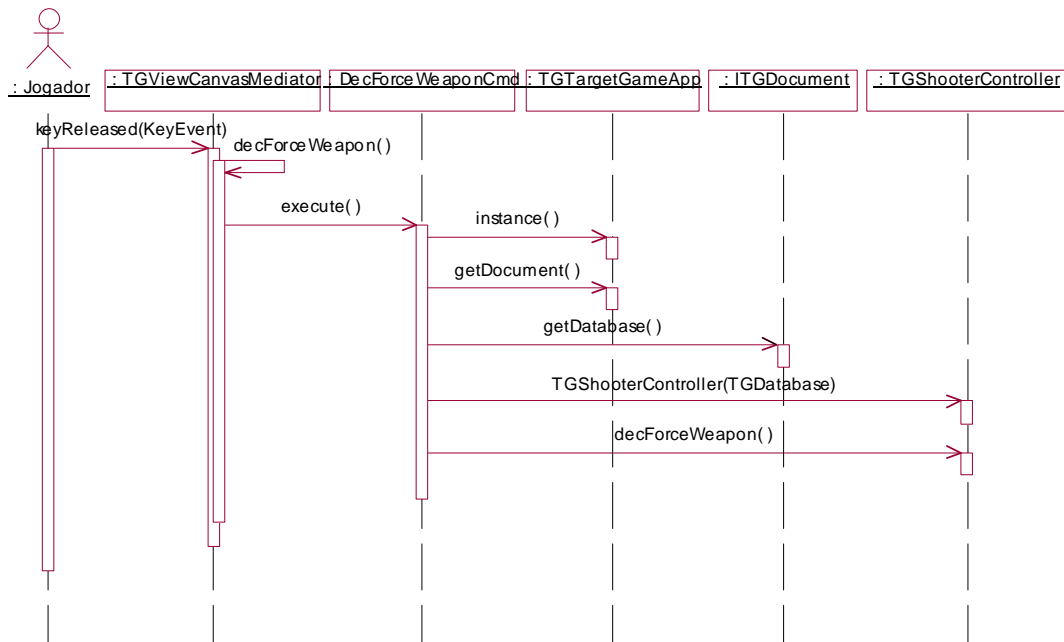 : Jogador
: TGViewCanvasMediator
: DecForceWeaponCmd
: TGTargetGameApp
: ITGDocument
: TGShooterController
keyReleased(KeyEvent)
decForceWeapon( )
execute( )
instance( )
getDocument( )
getDatabase( )
TGShooterController(TGDatabase)
decForceWeapon( )